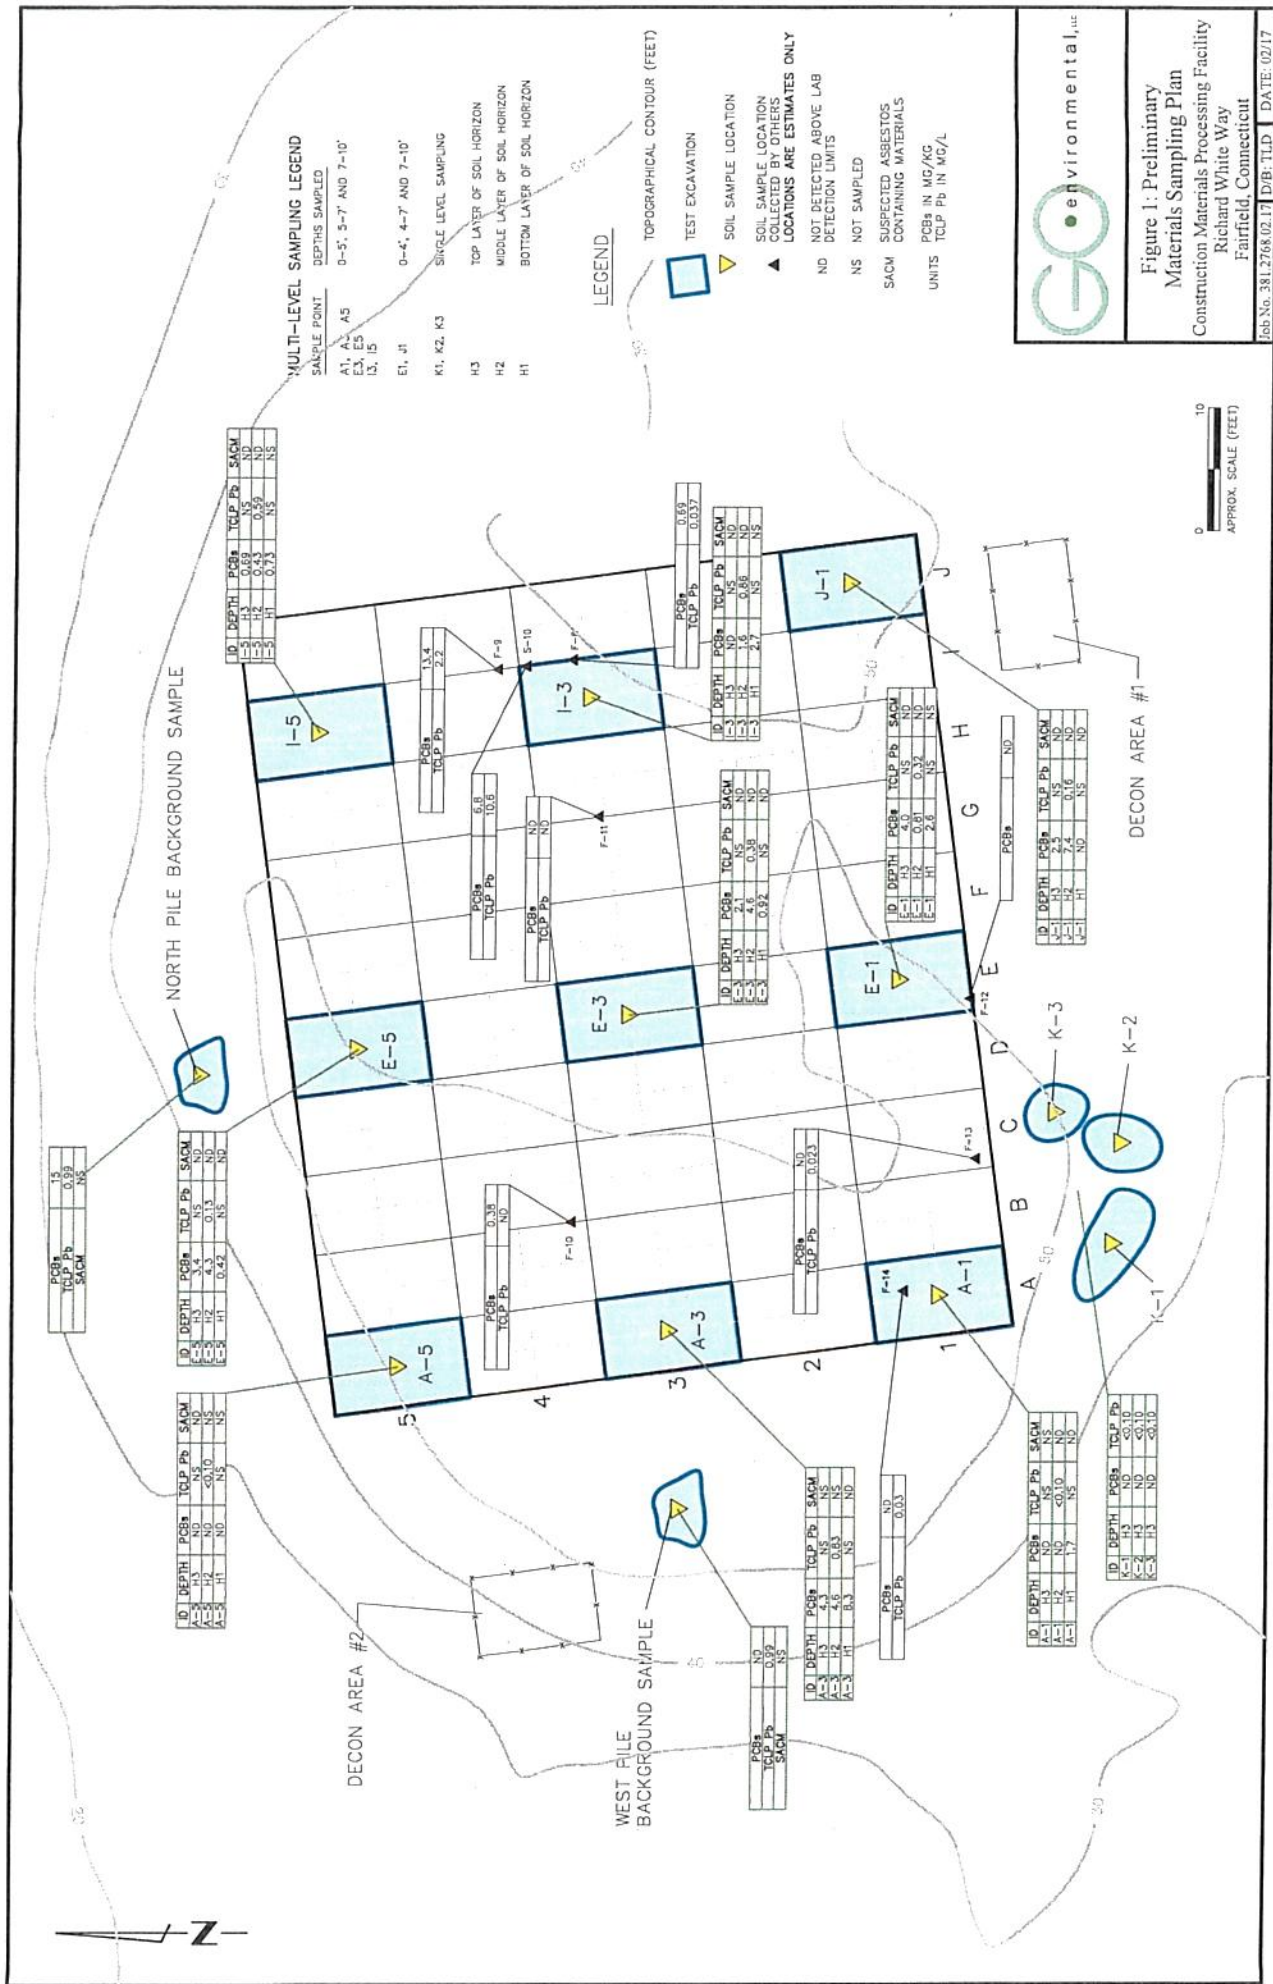 MULTI-LEVEL SAMPLING LEGEND
SAMPLE POINT DEPTHS SAMPLED
A1, A3 A5
E3, E5
I3, I5
0-5', 5-7' AND 7-10'
E1, J1 0-4', 4-7' AND 7-10'
K1, K2, K3 SINGLE LEVEL SAMPLING
H3 TOP LAYER OF SOIL HORIZON
H2 MIDDLE LAYER OF SOIL HORIZON
H1 BOTTOM LAYER OF SOIL HORIZON
LEGEND
TOPOGRAPHICAL CONTOUR (FEET)
TEST EXCAVATION
SOIL SAMPLE LOCATION
SOIL SAMPLE LOCATION
COLLECTED BY OTHERS
LOCATIONS ARE ESTIMATES ONLY
ND NOT DETECTED ABOVE LAB
DETECTION LIMITS
NS NOT SAMPLED
SACM SUSPECTED ASBESTOS
CONTAINING MATERIALS
UNITS PCBs IN MG/KG
TCLP Pb IN MG/L
GO environmental, LLC
Figure 1: Preliminary
Materials Sampling Plan
Construction Materials Processing Facility
Richard White Way
Fairfield, Connecticut
Job No. 381.2768.02.17 D/B: TLD DATE: 02/17
0 10
APPROX. SCALE (FEET)
N
NORTH PILE BACKGROUND SAMPLE
PCBs 15
TCLP Pb 0.99
SACM NS
ID DEPTH PCBs TCLP Pb SACM
A-5 H3 ND NS ND
A-5 H2 ND <0.10 NS
A-5 H1 ND NS NS
ID DEPTH PCBs TCLP Pb SACM
E-5 H3 3.4 NS ND
E-5 H2 4.3 0.13 ND
E-5 H1 0.42 NS ND
ID DEPTH PCBs TCLP Pb SACM
I-5 H3 0.69 NS ND
I-5 H2 0.43 0.59 ND
I-5 H1 0.73 NS NS
DECON AREA #2
A-5
E-5
I-5
5
4
3
2
1
PCBs 0.38
TCLP Pb ND
F-10
PCBs 13.4
TCLP Pb 2.2
F-9
PCBs 6.8
TCLP Pb 10.6
S-10
PCBs ND
TCLP Pb ND
F-11
PCBs 0.69
TCLP Pb 0.037
A-3
E-3
I-3
WEST PILE
BACKGROUND SAMPLE
PCBs ND
TCLP Pb 0.99
SACM NS
ID DEPTH PCBs TCLP Pb SACM
A-3 H3 4.3 NS NS
A-3 H2 4.6 0.83 NS
A-3 H1 8.3 NS ND
ID DEPTH PCBs TCLP Pb SACM
E-3 H3 2.1 NS ND
E-3 H2 4.6 0.38 ND
E-3 H1 0.92 NS ND
ID DEPTH PCBs TCLP Pb SACM
I-3 H3 ND NS ND
I-3 H2 1.6 0.86 ND
I-3 H1 2.7 NS NS
PCBs ND
TCLP Pb 0.023
F-13
PCBs ND
TCLP Pb 0.03
F-14
A-1
E-1
J-1
A B C D E F G H I J
ID DEPTH PCBs TCLP Pb SACM
E-1 H3 4.0 NS ND
E-1 H2 0.81 0.32 ND
E-1 H1 2.6 NS NS
PCBs ND
F-12
ID DEPTH PCBs TCLP Pb SACM
A-1 H3 ND NS NS
A-1 H2 ND <0.10 ND
A-1 H1 1.7 NS ND
ID DEPTH PCBs TCLP Pb SACM
J-1 H3 2.5 NS ND
J-1 H2 7.4 0.16 ND
J-1 H1 ND NS ND
ID DEPTH PCBs TCLP Pb
K-1 H3 ND <0.10
K-2 H3 ND <0.10
K-3 H3 ND <0.10
K-1
K-2
K-3
DECON AREA #1
50
50